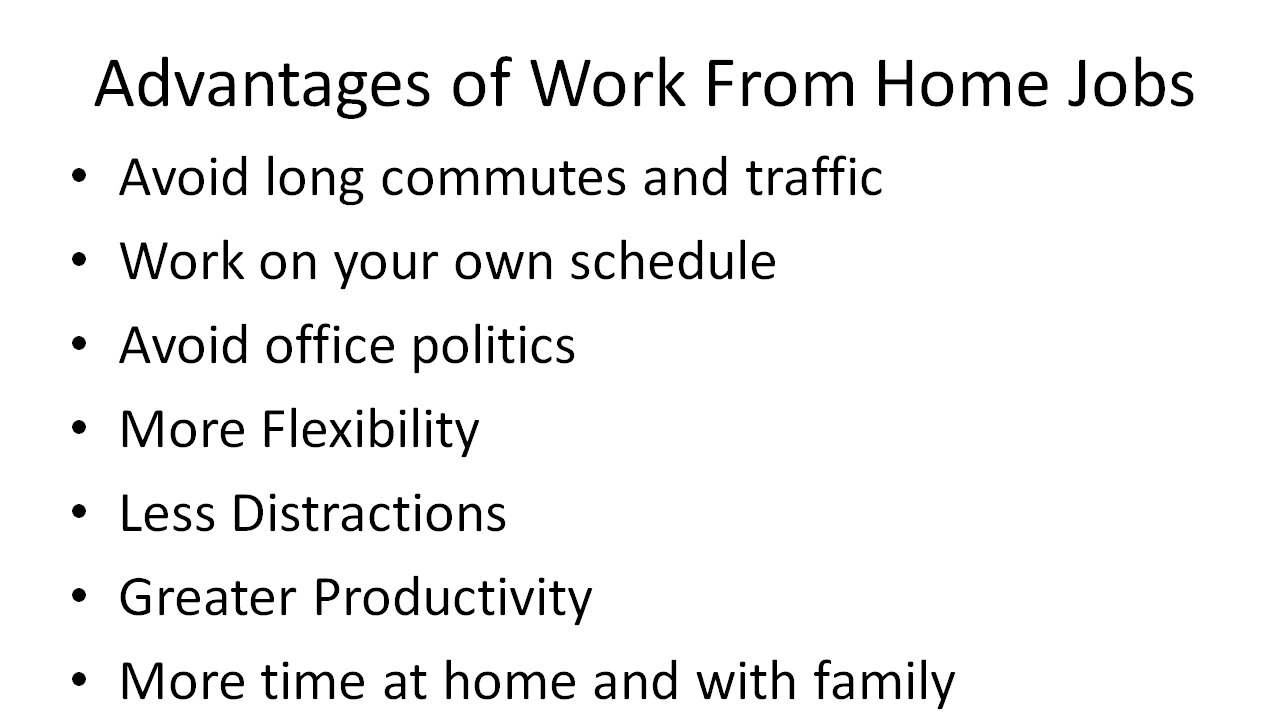 Advantages of Work From Home Jobs
• Avoid long commutes and traffic
• Work on your own schedule
• Avoid office politics
• More Flexibility
• Less Distractions
• Greater Productivity
• More time at home and with family